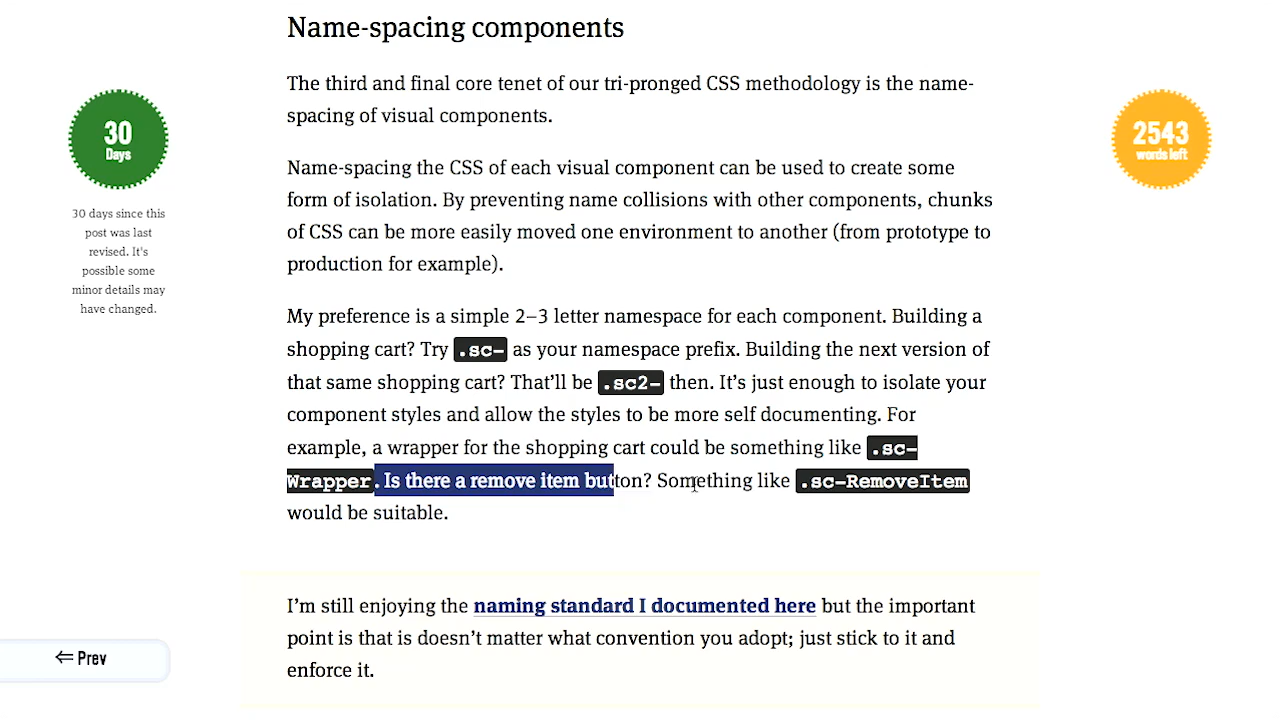 Name-spacing components
The third and final core tenet of our tri-pronged CSS methodology is the name-
spacing of visual components.
30
Days
2543
words left
Name-spacing the CSS of each visual component can be used to create some
form of isolation. By preventing name collisions with other components, chunks
of CSS can be more easily moved one environment to another (from prototype to
production for example).
30 days since this
post was last
revised. It's
possible some
minor details may
have changed.
My preference is a simple 2–3 letter namespace for each component. Building a
shopping cart? Try .sc- as your namespace prefix. Building the next version of
that same shopping cart? That’ll be .sc2- then. It’s just enough to isolate your
component styles and allow the styles to be more self documenting. For
example, a wrapper for the shopping cart could be something like .sc-
Wrapper. Is there a remove item button? Something like .sc-RemoveItem
would be suitable.
I’m still enjoying the naming standard I documented here but the important
point is that is doesn’t matter what convention you adopt; just stick to it and
enforce it.
⇐ Prev